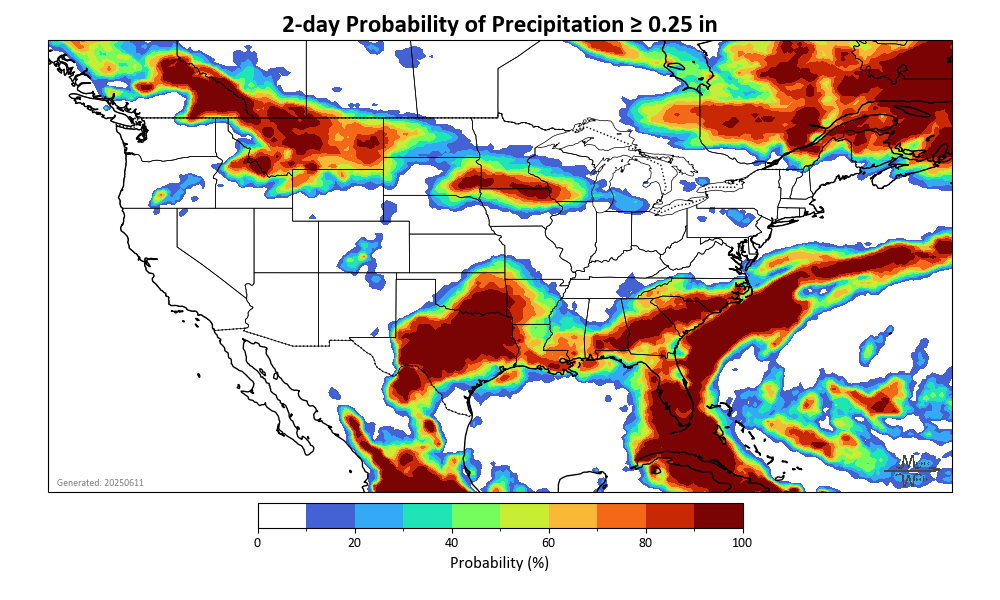 2-day Probability of Precipitation ≥ 0.25 in
Generated: 20250611
0 20 40 60 80 100
Probability (%)